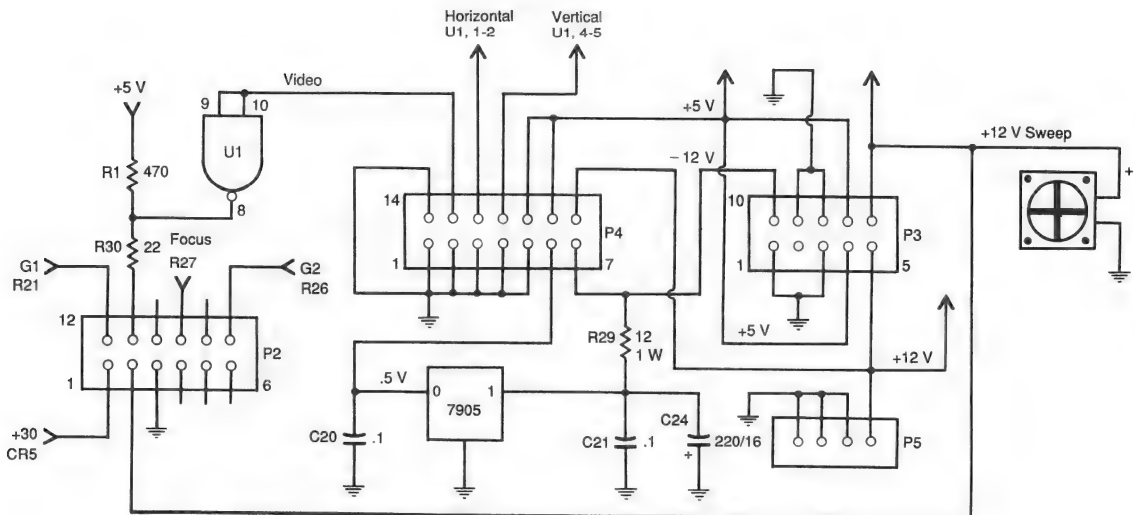 Horizontal
U1, 1-2
Vertical
U1, 4-5
+5 V
9
10
Video
U1
8
R1
470
R30
22
Focus
R27
G1
R21
G2
R26
12
P2
1
6
+30
CR5
14
P4
1
7
+5 V
− 12 V
10
P3
1
5
+12 V Sweep
+
R29
12
1 W
+5 V
+12 V
.5 V
0
1
7905
C20
.1
C21
.1
C24
220/16
+
P5